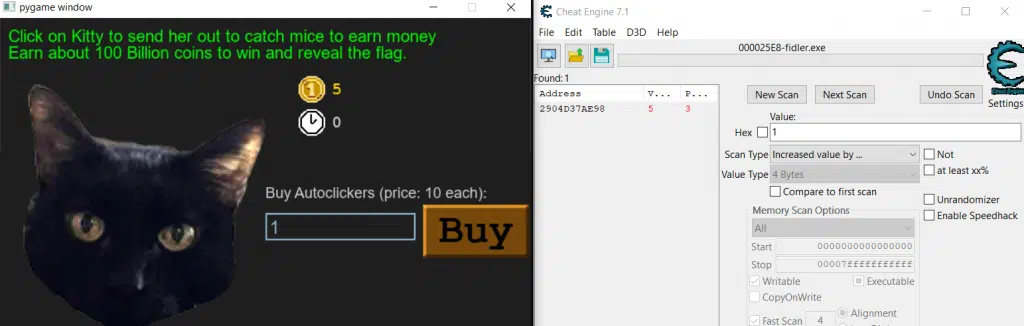 pygame window
Click on Kitty to send her out to catch mice to earn money
Earn about 100 Billion coins to win and reveal the flag.
5
0
Buy Autoclickers (price: 10 each):
1
Buy
Cheat Engine 7.1
File Edit Table D3D Help
000025E8-fidler.exe
Found: 1
Address V... P...
2904D37AE98 5 3
New Scan Next Scan Undo Scan
Cheat Engine
Settings
Value:
Hex 1
Scan Type Increased value by ... Not
at least xx%
Value Type 4 Bytes
Compare to first scan
Unrandomizer
Enable Speedhack
Memory Scan Options
All
Start 0000000000000000
Stop 00007fffffffffff
Writable Executable
CopyOnWrite
Fast Scan 4 Alignment